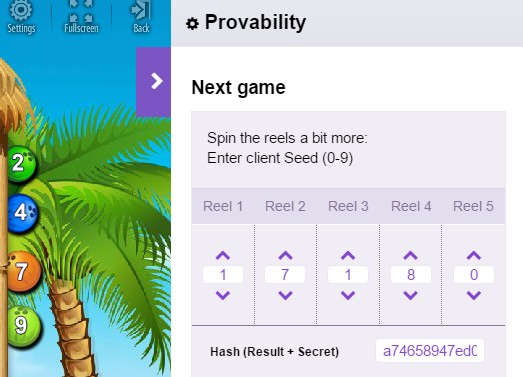 Settings
Fullscreen
Back
2
4
7
9
Provability
Next game
Spin the reels a bit more:
Enter client Seed (0-9)
Reel 1 Reel 2 Reel 3 Reel 4 Reel 5
1 7 1 8 0
Hash (Result + Secret) a74658947ed0